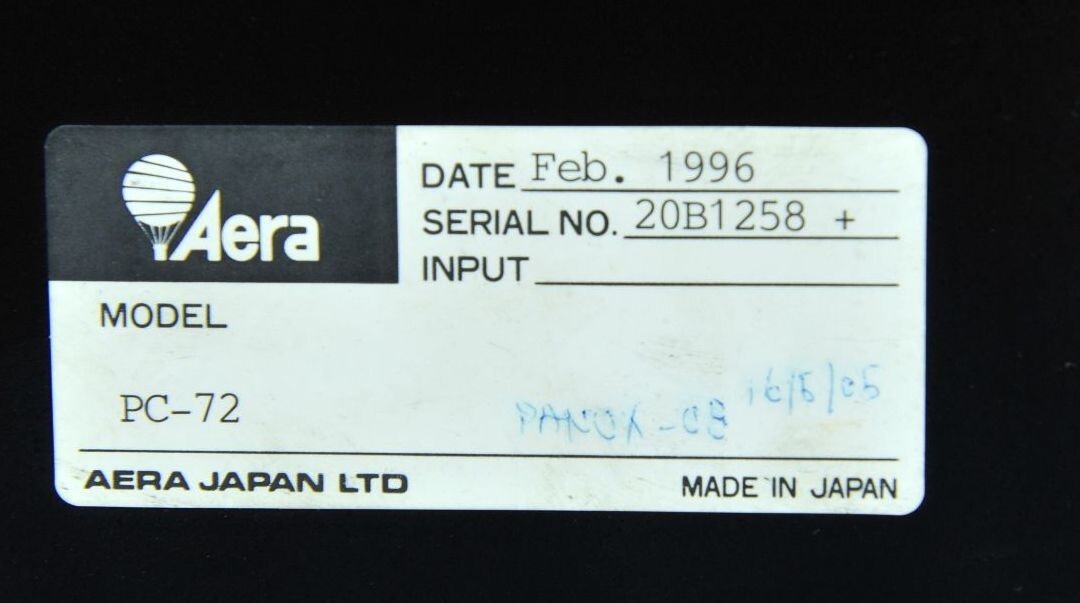 Aera
DATE Feb. 1996
SERIAL NO. 20B1258 +
INPUT
MODEL
PC-72
16/5/05
AERA JAPAN LTD
MADE IN JAPAN